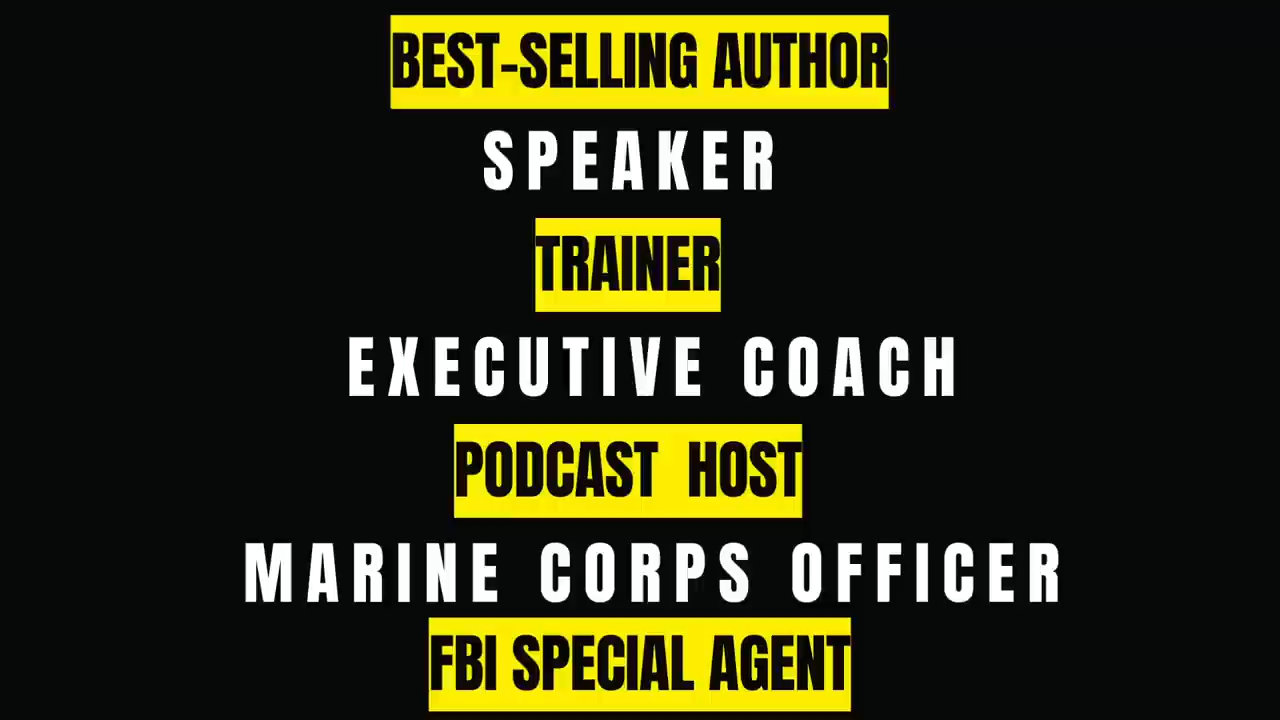 BEST-SELLING AUTHOR
SPEAKER
TRAINER
EXECUTIVE COACH
PODCAST HOST
MARINE CORPS OFFICER
FBI SPECIAL AGENT